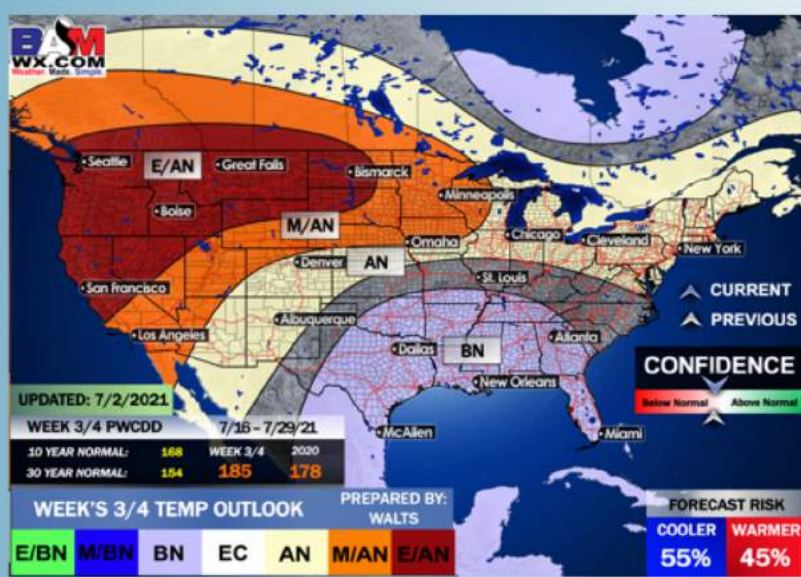 BAM
WX.COM
Weather. Made. Simple.
Seattle
E/AN
Great Falls
Bismarck
Boise
Minneapolis
M/AN
Omaha
Chicago
Cleveland
New York
Denver
AN
San Francisco
St. Louis
CURRENT
PREVIOUS
Los Angeles
Albuquerque
Atlanta
Dallas
BN
New Orleans
McAllen
Miami
CONFIDENCE
Below Normal
Above Normal
UPDATED: 7/2/2021
WEEK 3/4 PWCDD 7/16 – 7/29/21
10 YEAR NORMAL: 168 WEEK 3/4 2020
30 YEAR NORMAL: 154 185 178
WEEK'S 3/4 TEMP OUTLOOK
PREPARED BY:
WALTS
E/BN M/BN BN EC AN M/AN E/AN
FORECAST RISK
COOLER WARMER
55% 45%